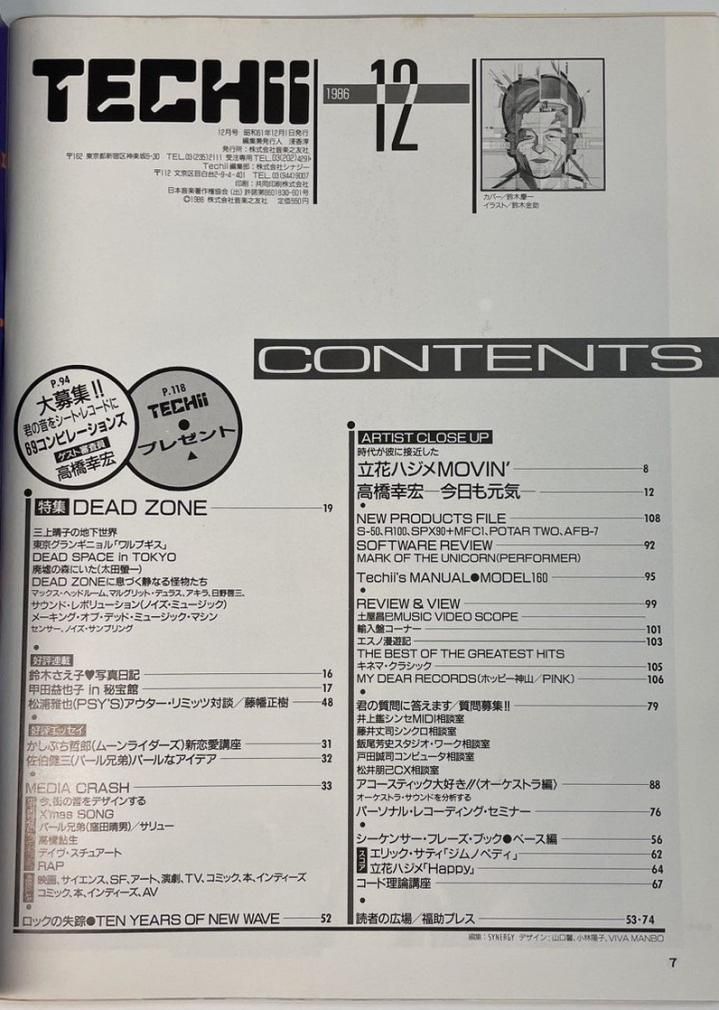 TECHii
1986
12
12月号 昭和61年12月1日発行
編集兼発行人 浅香淳
発行所:株式会社音楽之友社
〒162 東京都新宿区神楽坂6-30 TEL.03(235)2111 受注専用TEL.03(202)4291
Techii編集部:株式会社シナジー
〒112 文京区目白台2-9-4-401 TEL.03(944)9007
印刷:共同印刷株式会社
日本音楽著作権協会(出)許諾第8601830-601号
©1986 株式会社音楽之友社 定価550円
カバー/鈴木慶一
イラスト/鈴木金助
CONTENTS
P.94
大募集!!
君の音をシート・レコードに
69コンピレーションズ
ゲスト審査員
高橋幸宏
P.118
TECHii
プレゼント
▲
特集 DEAD ZONE 19
三上晴子の地下世界
東京グランギニョル「ワルプギス」
DEAD SPACE in TOKYO
廃墟の森にいた(太田螢一)
DEAD ZONEに息づく静なる怪物たち
マックス・ヘッドルーム、マルグリット・デュラス、アキラ、日野啓三、
サウンド・レボリューション(ノイズ・ミュージック)
メーキング・オブ・デッド・ミュージック・マシン
センサー、ノイズ・サンプリング
好評連載
鈴木さえ子♥写真日記 16
甲田益也子 in 秘宝館 17
松浦雅也(PSY'S)アウター・リミッツ対談/藤幡正樹 48
好評エッセイ
かしぶち哲郎(ムーンライダーズ)新恋愛講座 31
佐伯健三(パール兄弟)パールなアイデア 32
MEDIA CRASH 33
今、街の音をデザインする
X'mas SONG
パール兄弟(窪田晴男)/サリュー
高橋鮎生
デイヴ・スチュアート
RAP
映画、サイエンス、SF、アート、演劇、TV、コミック、本、インディーズ
コミック、本、インディーズ、AV
ロックの失踪●TEN YEARS OF NEW WAVE 52
ARTIST CLOSE UP
時代が彼に接近した
立花ハジメMOVIN' 8
高橋幸宏―今日も元気 12
NEW PRODUCTS FILE 108
S-50、R100、SPX90+MFC1、POTAR TWO、AFB-7
SOFTWARE REVIEW 92
MARK OF THE UNICORN(PERFORMER)
Techii's MANUAL●MODEL160 95
REVIEW & VIEW 99
土屋昌巳MUSIC VIDEO SCOPE
輸入盤コーナー 101
エスノ漫遊記 103
THE BEST OF THE GREATEST HITS
キネマ・クラシック 105
MY DEAR RECORDS(ホッピー神山/PINK) 106
君の質問に答えます/質問募集!! 79
井上鑑シンセMIDI相談室
藤井丈司シンクロ相談室
飯尾芳史スタジオ・ワーク相談室
戸田誠司コンピュータ相談室
松井朋己CX相談室
アコースティック大好き!!〈オーケストラ編〉 88
オーケストラ・サウンドを分析する
パーソナル・レコーディング・セミナー 76
シーケンサー・フレーズ・ブック●ベース編 56
スコア
エリック・サティ「ジムノペディ」 62
立花ハジメ「Happy」 64
コード理論講座 67
読者の広場/福助プレス 53・74
編集:SYNERGY デザイン:山口馨、小林陽子、VIVA MANBO
7